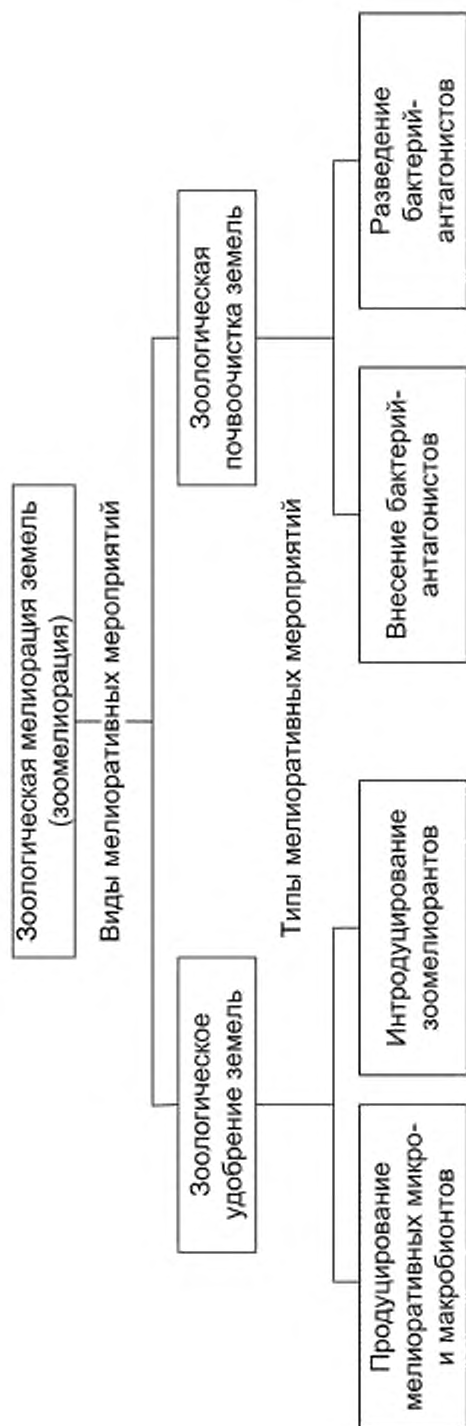 Зоологическая мелиорация земель
(зоомелиорация)
Виды мелиоративных мероприятий
Зоологическое
удобрение земель
Зоологическая
почвоочистка земель
Типы мелиоративных мероприятий
Продуцирование
мелиоративных микро-
и макробионтов
Интродуцирование
зоомелиорантов
Внесение бактерий-
антагонистов
Разведение
бактерий-
антагонистов